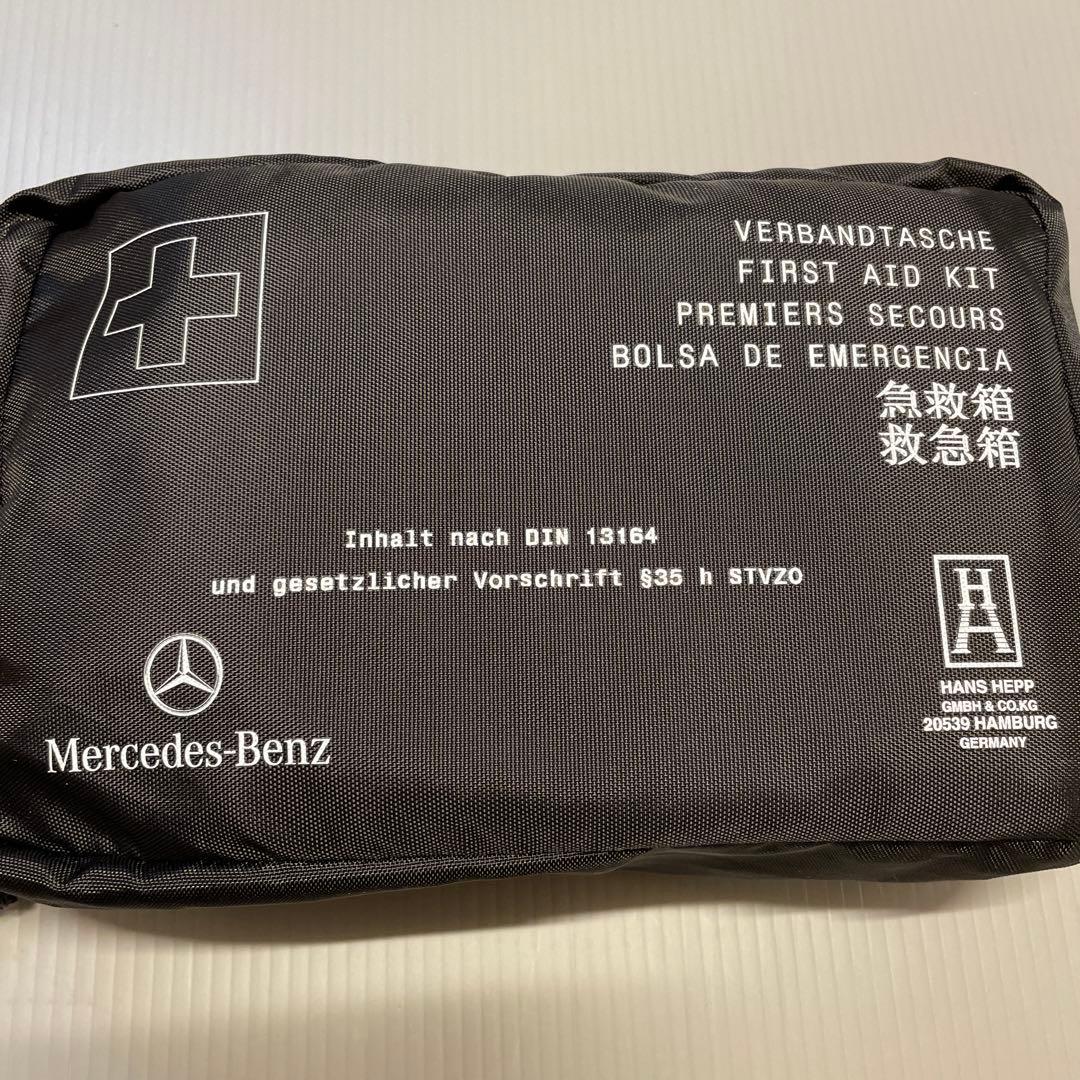 VERBANDTASCHE
FIRST AID KIT
PREMIERS SECOURS
BOLSA DE EMERGENCIA
急救箱
救急箱
Inhalt nach DIN 13164
und gesetzlicher Vorschrift §35 h STVZO
Mercedes-Benz
HA
HANS HEPP
GMBH & CO.KG
20539 HAMBURG
GERMANY